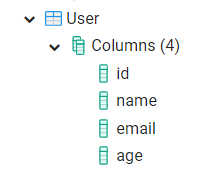 User
Columns (4)
id
name
email
age